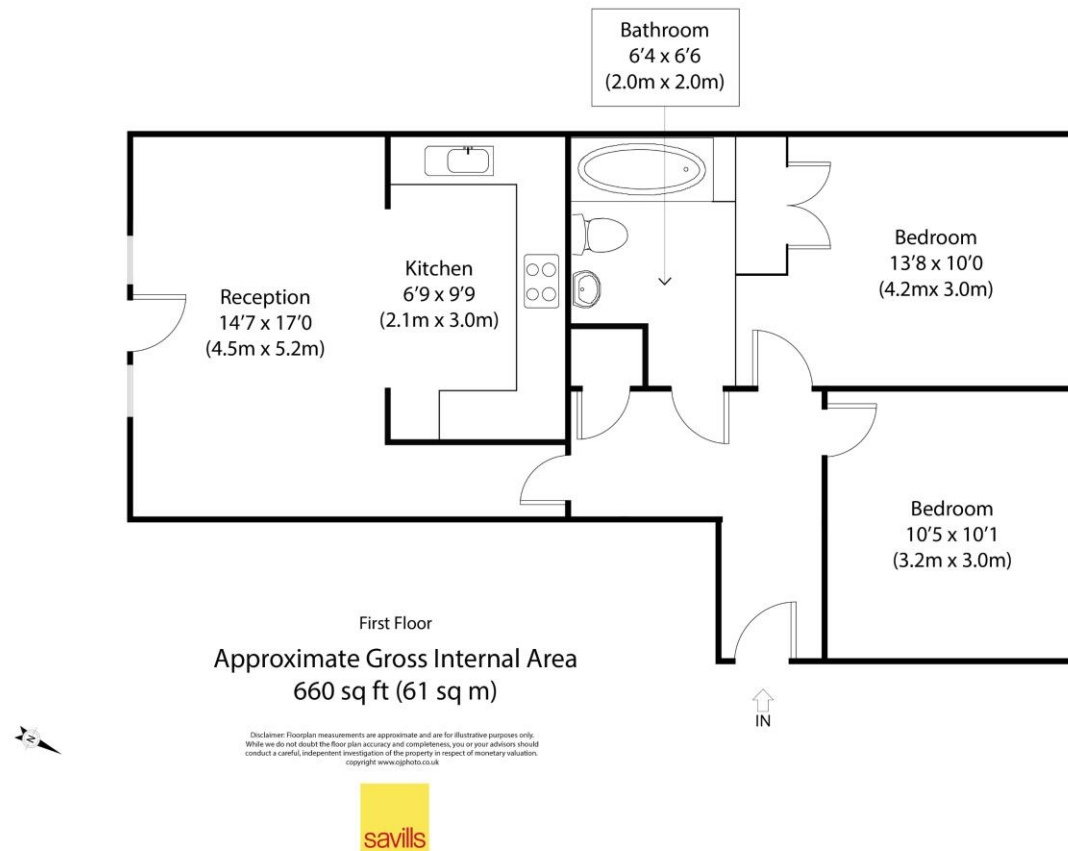 Bathroom
6'4 x 6'6
(2.0m x 2.0m)
Reception
14'7 x 17'0
(4.5m x 5.2m)
Kitchen
6'9 x 9'9
(2.1m x 3.0m)
Bedroom
13'8 x 10'0
(4.2mx 3.0m)
Bedroom
10'5 x 10'1
(3.2m x 3.0m)
First Floor
Approximate Gross Internal Area
660 sq ft (61 sq m)
IN
N
Disclaimer: Floorplan measurements are approximate and are for illustrative purposes only.
While we do not doubt the floor plan accuracy and completeness, you or your advisors should
conduct a careful, independent investigation of the property in respect of monetary valuation.
copyright www.ojphoto.co.uk
savills